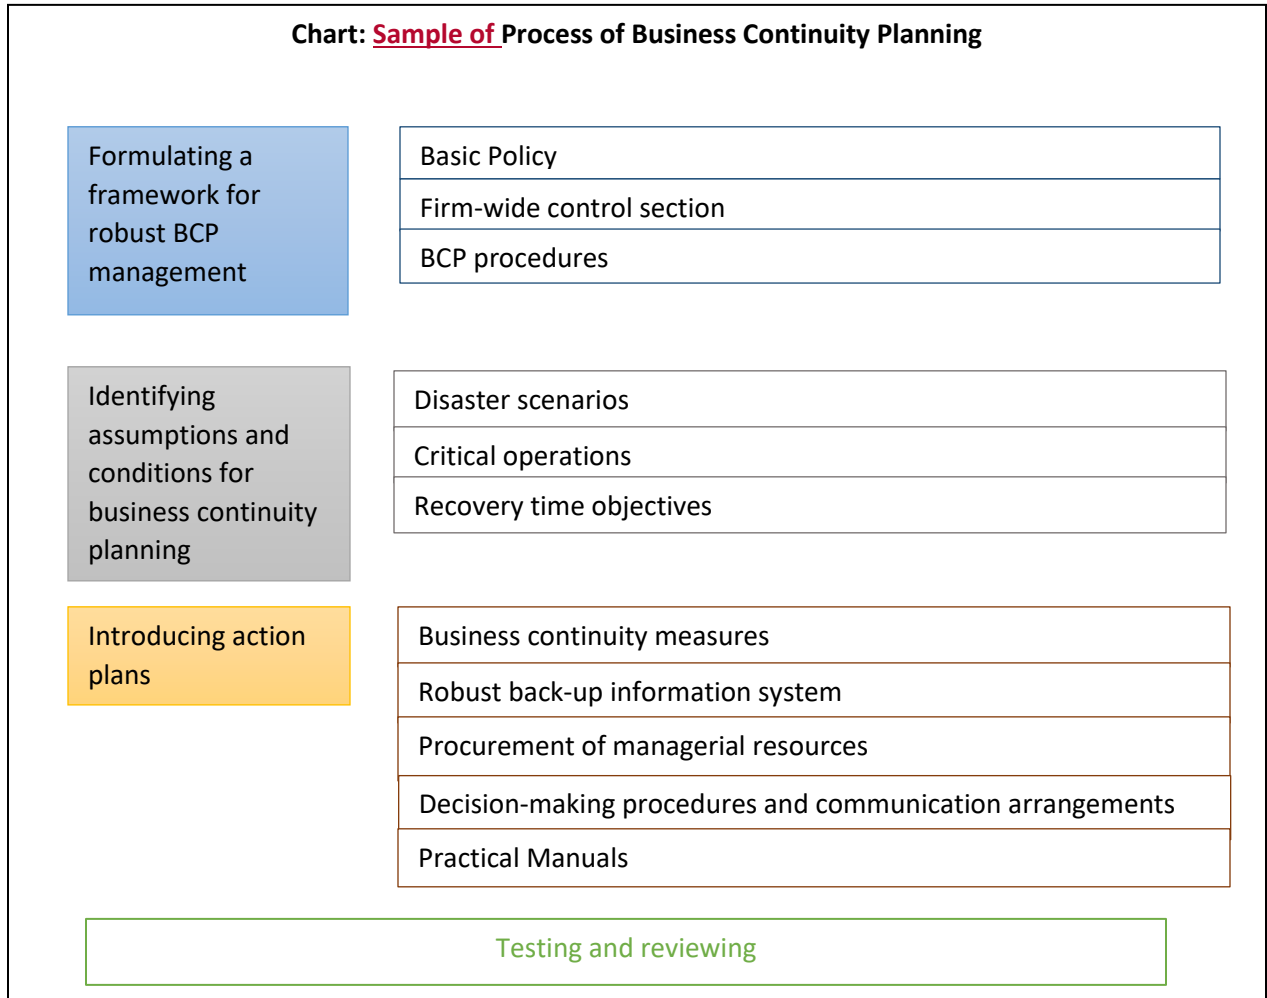 Chart: Sample of Process of Business Continuity Planning
Formulating a
framework for
robust BCP
management
Basic Policy
Firm-wide control section
BCP procedures
Identifying
assumptions and
conditions for
business continuity
planning
Disaster scenarios
Critical operations
Recovery time objectives
Introducing action
plans
Business continuity measures
Robust back-up information system
Procurement of managerial resources
Decision-making procedures and communication arrangements
Practical Manuals
Testing and reviewing